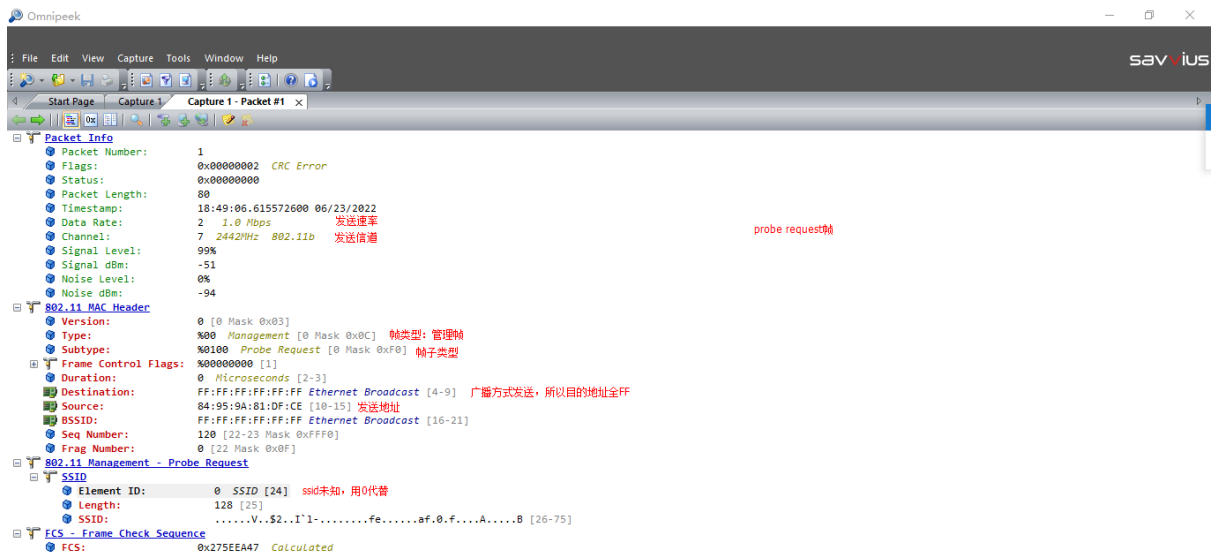 Omnipeek
File Edit View Capture Tools Window Help
savvius
Start Page Capture 1 Capture 1 - Packet #1
Packet Info
Packet Number: 1
Flags: 0x00000002 CRC Error
Status: 0x00000000
Packet Length: 80
Timestamp: 18:49:06.615572600 06/23/2022
Data Rate: 2 1.0 Mbps 发送速率
probe request帧
Channel: 7 2442MHz 802.11b 发送信道
Signal Level: 99%
Signal dBm: -51
Noise Level: 0%
Noise dBm: -94
802.11 MAC Header
Version: 0 [0 Mask 0x03]
Type: %00 Management [0 Mask 0x0C] 帧类型：管理帧
Subtype: %0100 Probe Request [0 Mask 0xF0] 帧子类型
Frame Control Flags: %00000000 [1]
Duration: 0 Microseconds [2-3]
Destination: FF:FF:FF:FF:FF:FF Ethernet Broadcast [4-9] 广播方式发送，所以目的地址全FF
Source: 84:95:9A:81:DF:CE [10-15] 发送地址
BSSID: FF:FF:FF:FF:FF:FF Ethernet Broadcast [16-21]
Seq Number: 120 [22-23 Mask 0xFFF0]
Frag Number: 0 [22 Mask 0x0F]
802.11 Management - Probe Request
SSID
Element ID: 0 SSID [24] ssid未知，用0代替
Length: 128 [25]
SSID: ......V..$2..I`l-........fe......af.0.f....A.....B [26-75]
FCS - Frame Check Sequence
FCS: 0x275EEA47 Calculated